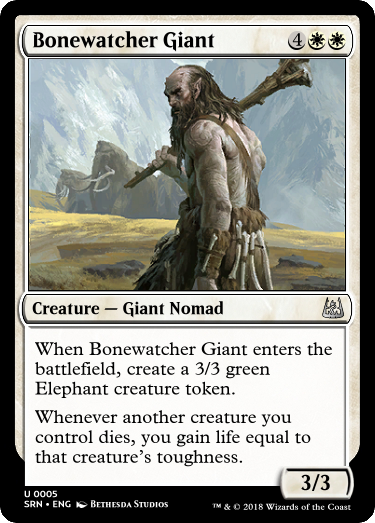 Bonewatcher Giant 4
Creature — Giant Nomad
When Bonewatcher Giant enters the
battlefield, create a 3/3 green
Elephant creature token.
Whenever another creature you
control dies, you gain life equal to
that creature's toughness.
3/3
U 0005
SRN • ENG Bethesda Studios
™ & © 2018 Wizards of the Coast